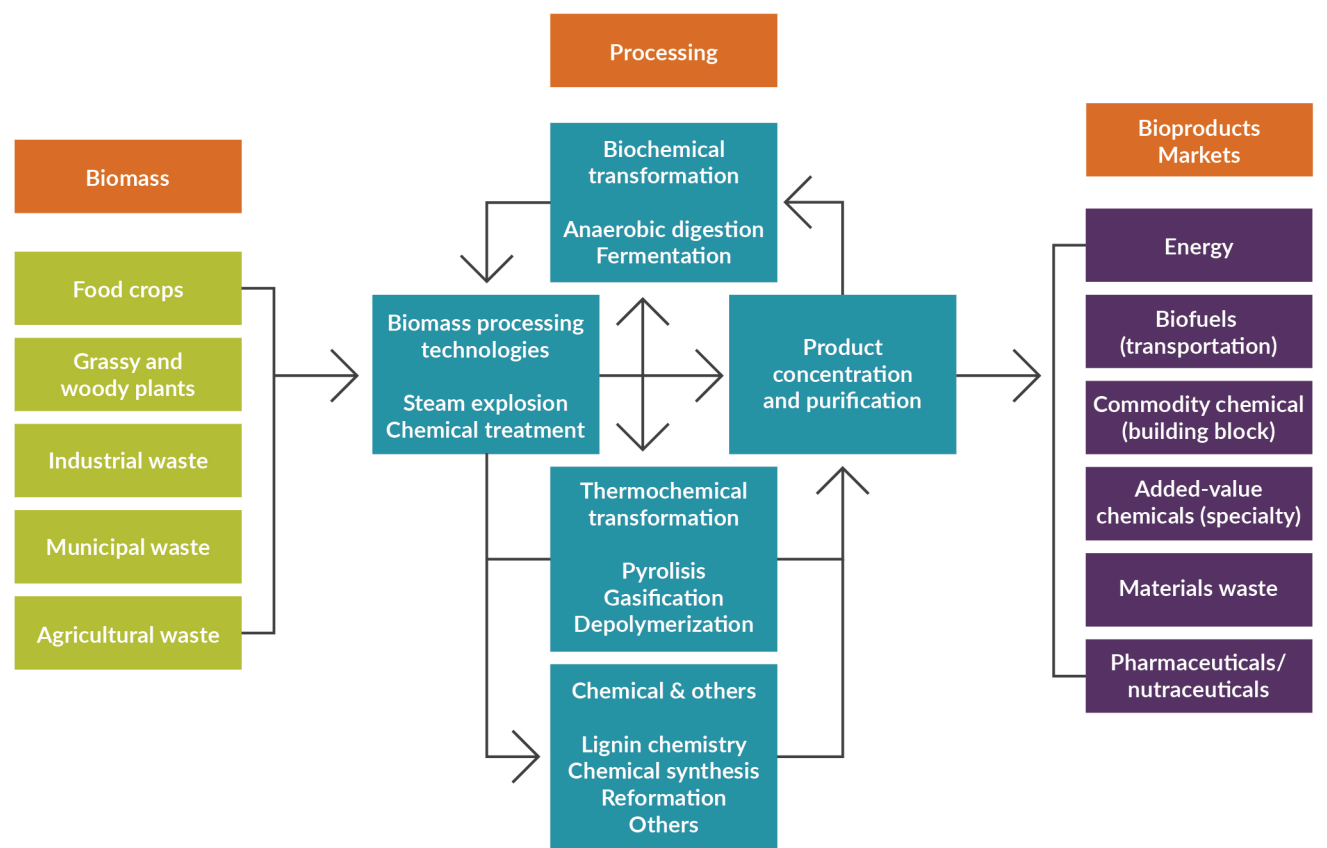 Processing
Biomass
Bioproducts
Markets
Food crops
Grassy and
woody plants
Industrial waste
Municipal waste
Agricultural waste
Biochemical
transformation
Anaerobic digestion
Fermentation
Biomass processing
technologies
Steam explosion
Chemical treatment
Product
concentration
and purification
Thermochemical
transformation
Pyrolisis
Gasification
Depolymerization
Chemical & others
Lignin chemistry
Chemical synthesis
Reformation
Others
Energy
Biofuels
(transportation)
Commodity chemical
(building block)
Added-value
chemicals (specialty)
Materials waste
Pharmaceuticals/
nutraceuticals